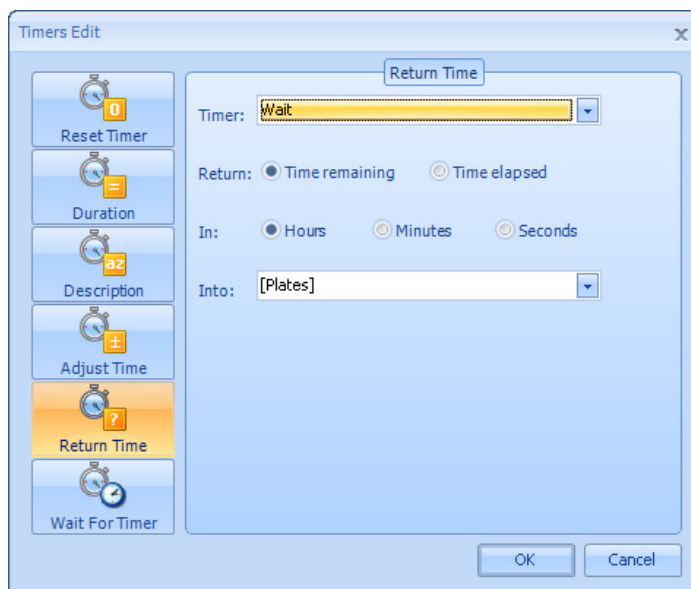 Timers Edit
Return Time
0
Reset Timer
=
Duration
az
Description
±
Adjust Time
?
Return Time
Wait For Timer
Timer: Wait
Return: Time remaining Time elapsed
In: Hours Minutes Seconds
Into: [Plates]
OK Cancel